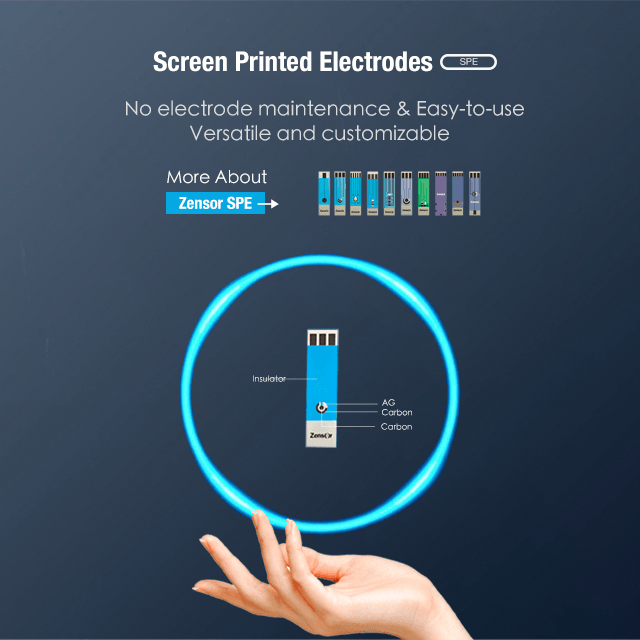 Screen Printed Electrodes SPE
No electrode maintenance & Easy-to-use
Versatile and customizable
More About
Zensor SPE
Insulator
AG
Carbon
Carbon
Zensor